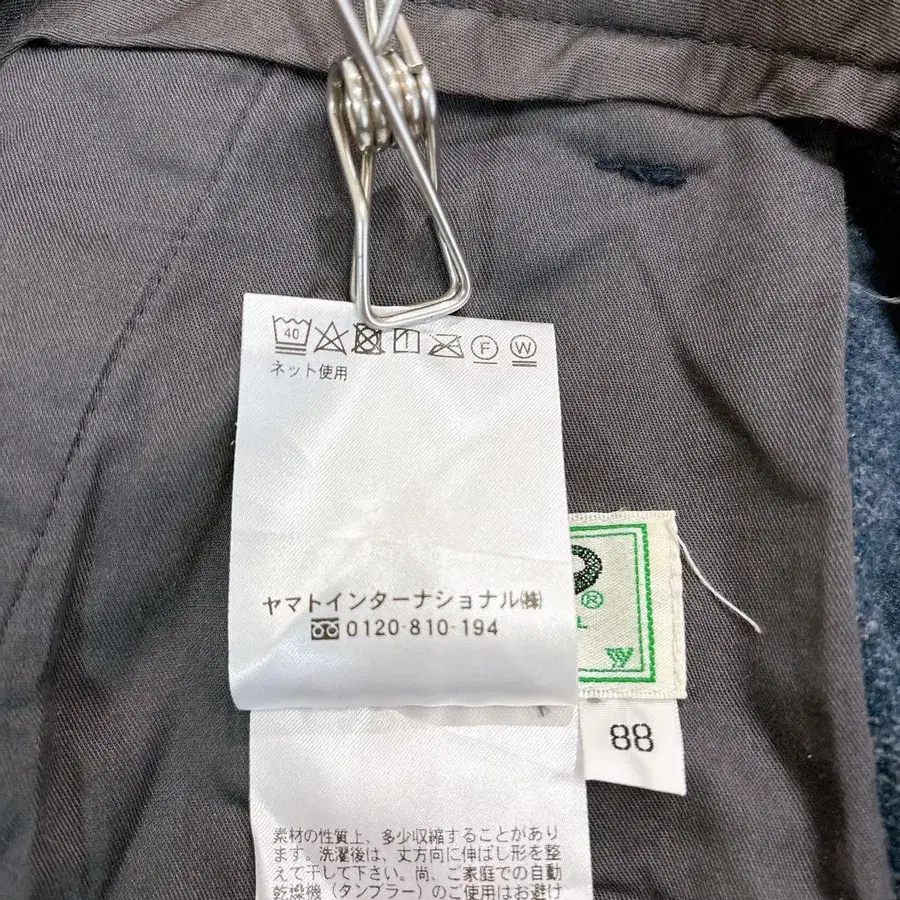 40
F W
ネット使用
ヤマトインターナショナル㈱
0120-810-194
®
88
素材の性質上、多少収縮することがあり
ます。洗濯後は、丈方向に伸ばし形を整
えて干して下さい。尚、ご家庭での自動
乾燥機(タンブラー)のご使用はお避け